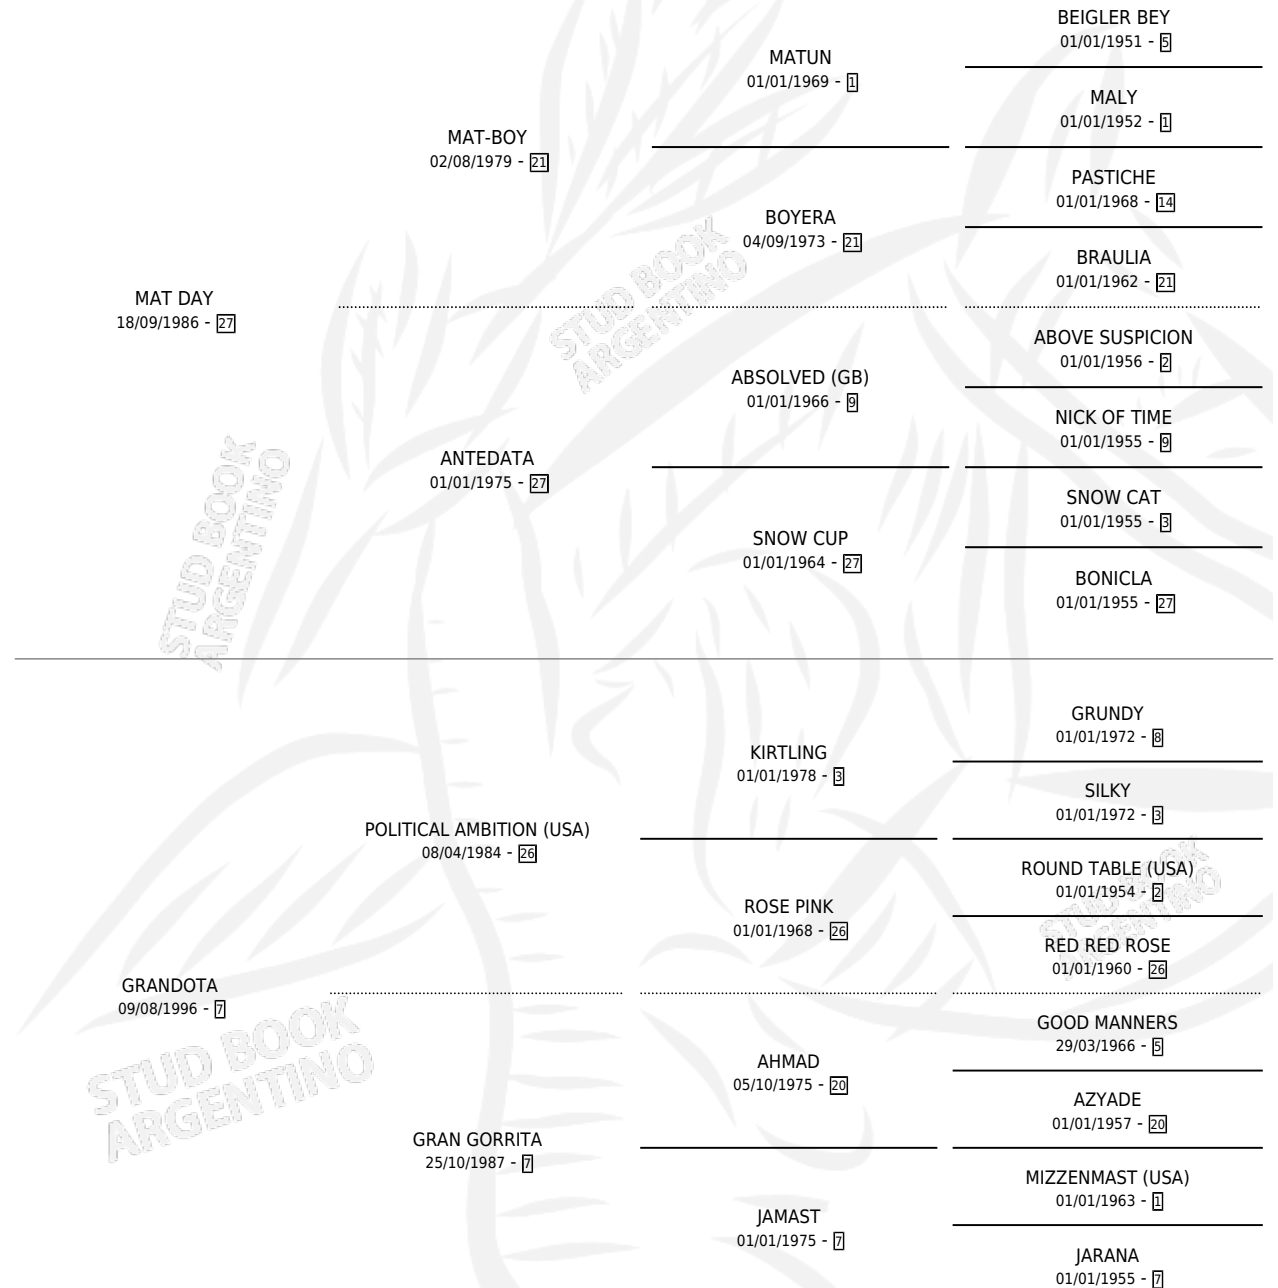 BEIGLER BEY
01/01/1951 - 5
MATUN
01/01/1969 - 1
MALY
01/01/1952 - 1
MAT-BOY
02/08/1979 - 21
PASTICHE
01/01/1968 - 14
BOYERA
04/09/1973 - 21
BRAULIA
01/01/1962 - 21
MAT DAY
18/09/1986 - 27
ABOVE SUSPICION
01/01/1956 - 2
ABSOLVED (GB)
01/01/1966 - 9
NICK OF TIME
01/01/1955 - 9
ANTEDATA
01/01/1975 - 27
SNOW CAT
01/01/1955 - 3
SNOW CUP
01/01/1964 - 27
BONICLA
01/01/1955 - 27
GRUNDY
01/01/1972 - 8
KIRTLING
01/01/1978 - 3
SILKY
01/01/1972 - 3
POLITICAL AMBITION (USA)
08/04/1984 - 26
ROUND TABLE (USA)
01/01/1954 - 2
ROSE PINK
01/01/1968 - 26
RED RED ROSE
01/01/1960 - 26
GRANDOTA
09/08/1996 - 7
GOOD MANNERS
29/03/1966 - 5
AHMAD
05/10/1975 - 20
AZYADE
01/01/1957 - 20
GRAN GORRITA
25/10/1987 - 7
MIZZENMAST (USA)
01/01/1963 - 1
JAMAST
01/01/1975 - 7
JARANA
01/01/1955 - 7
STUD BOOK
ARGENTINO
STUD BOOK
ARGENTINO
STUD BOOK
ARGENTINO
STUD BOOK
ARGENTINO